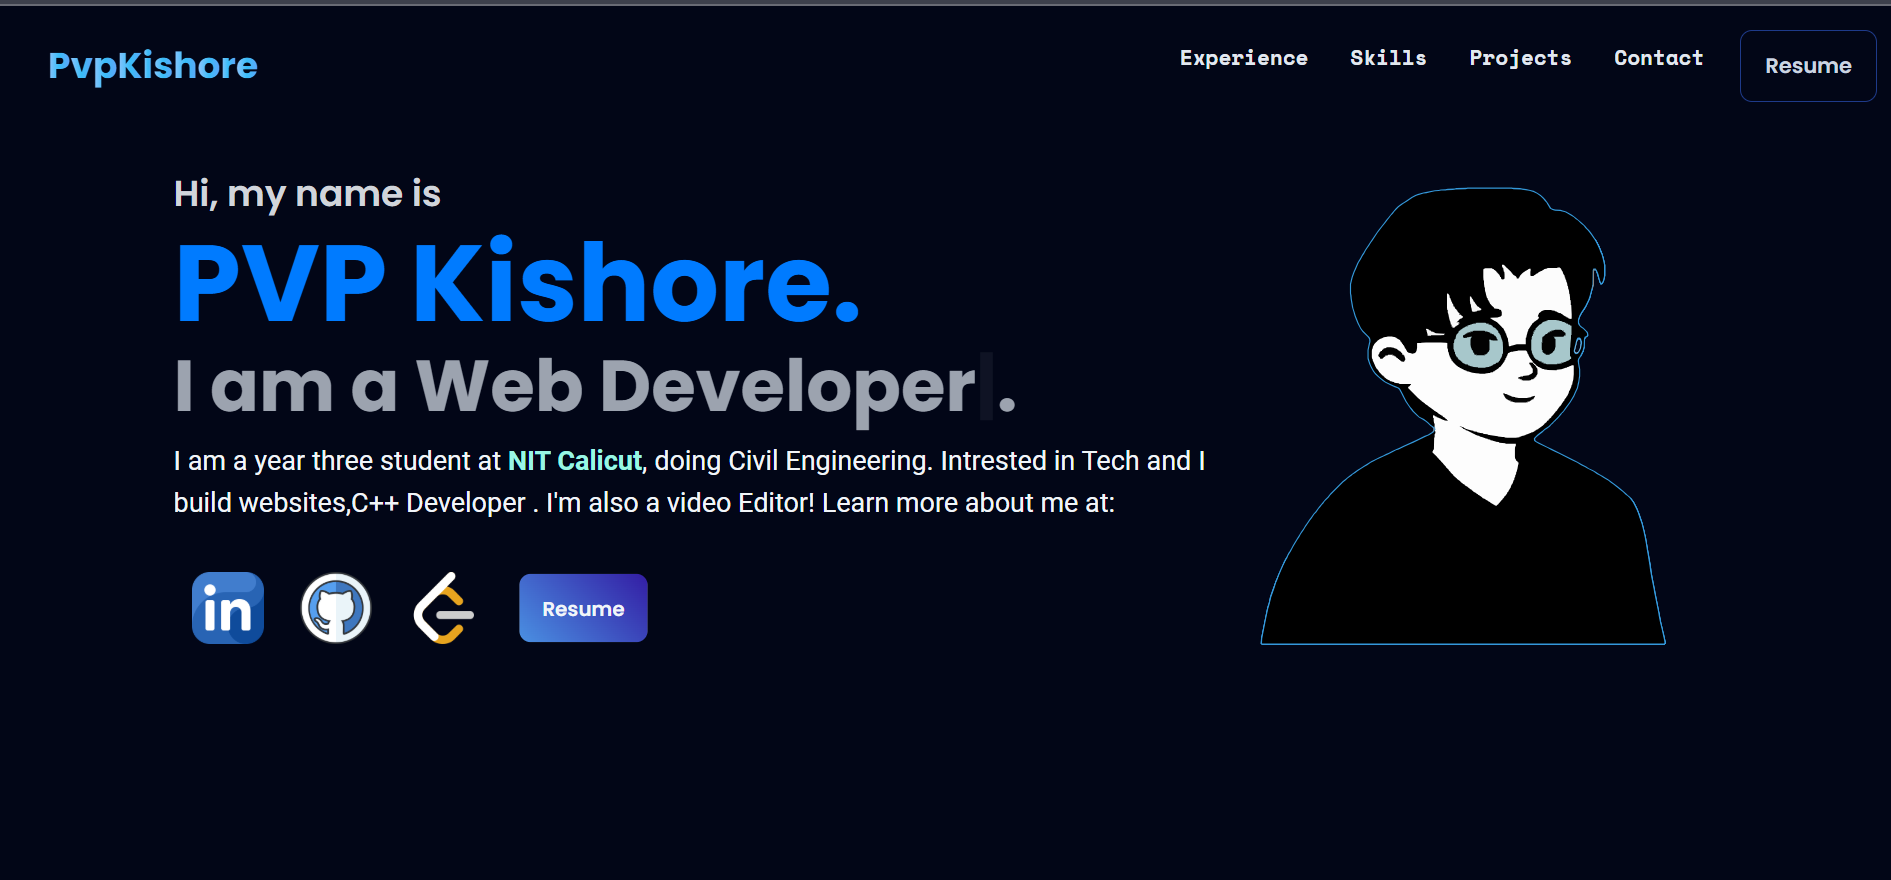 PvpKishore
Experience Skills Projects Contact Resume
Hi, my name is
PVP Kishore.
I am a Web Developer|.
I am a year three student at NIT Calicut, doing Civil Engineering. Intrested in Tech and I
build websites,C++ Developer . I'm also a video Editor! Learn more about me at:
in Resume